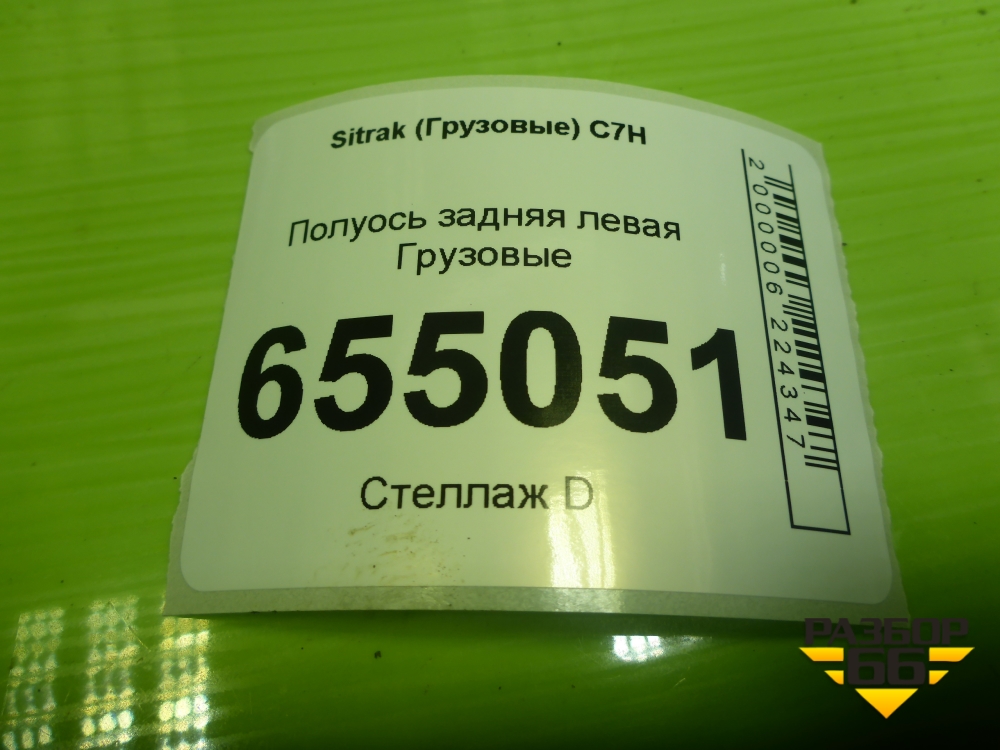 Sitrak (Грузовые) C7H
Полуось задняя левая
Грузовые
655051
Стеллаж D
2000006224347
РАЗБОР
66